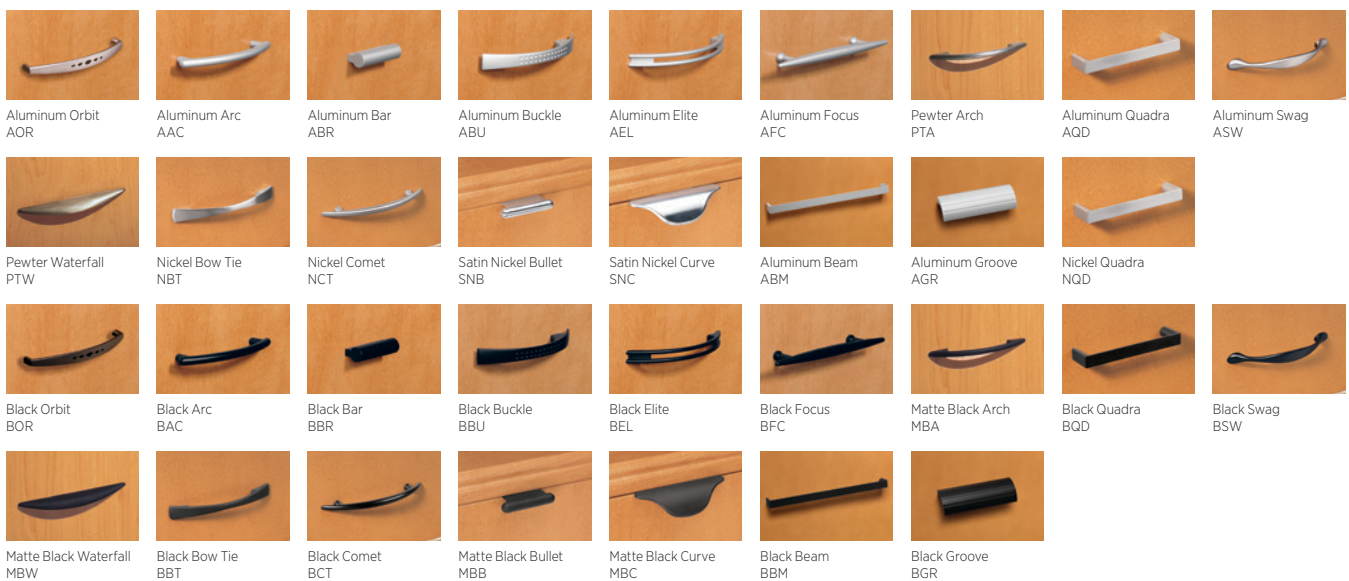 Aluminum Orbit
AOR
Aluminum Arc
AAC
Aluminum Bar
ABR
Aluminum Buckle
ABU
Aluminum Elite
AEL
Aluminum Focus
AFC
Pewter Arch
PTA
Aluminum Quadra
AQD
Aluminum Swag
ASW
Pewter Waterfall
PTW
Nickel Bow Tie
NBT
Nickel Comet
NCT
Satin Nickel Bullet
SNB
Satin Nickel Curve
SNC
Aluminum Beam
ABM
Aluminum Groove
AGR
Nickel Quadra
NQD
Black Orbit
BOR
Black Arc
BAC
Black Bar
BBR
Black Buckle
BBU
Black Elite
BEL
Black Focus
BFC
Matte Black Arch
MBA
Black Quadra
BQD
Black Swag
BSW
Matte Black Waterfall
MBW
Black Bow Tie
BBT
Black Comet
BCT
Matte Black Bullet
MBB
Matte Black Curve
MBC
Black Beam
BBM
Black Groove
BGR